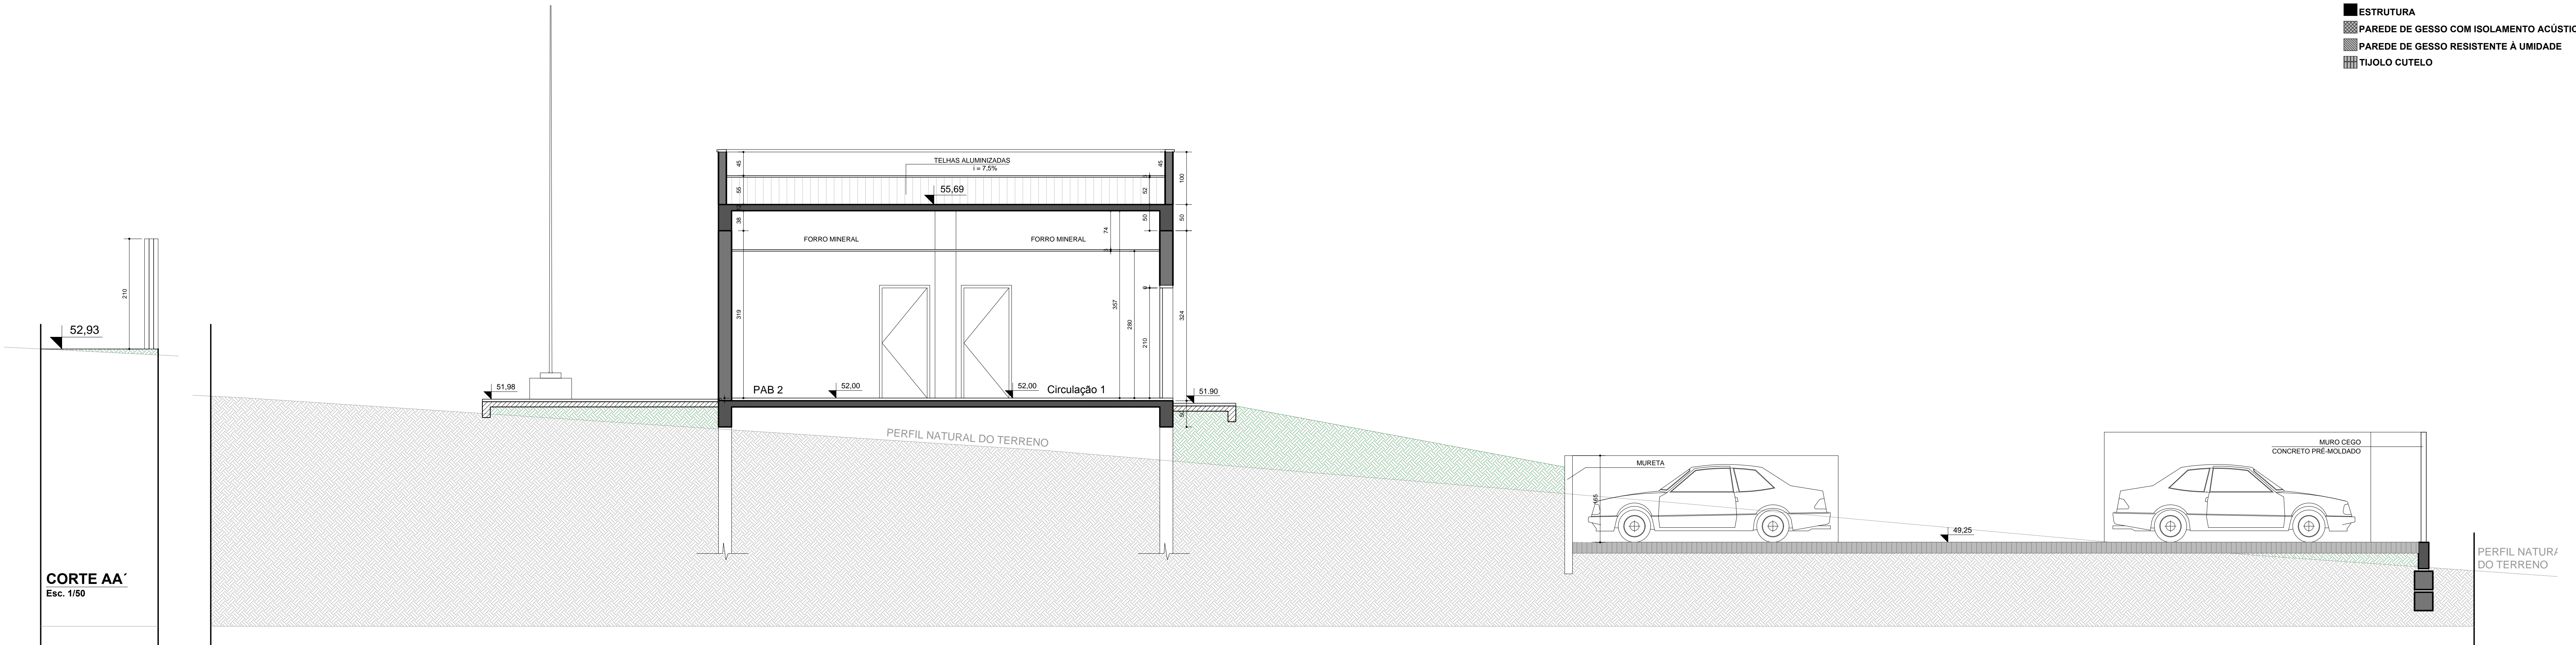 ESTRUTURA
PAREDE DE GESSO COM ISOLAMENTO ACÚSTIC
PAREDE DE GESSO RESISTENTE À UMIDADE
TIJOLO CUTELO
TELHAS ALUMINIZADAS
i = 7,5%
45
45
55
52
100
55,69
38
50
50
74
FORRO MINERAL
FORRO MINERAL
210
52,93
319
357
280
210
324
51,98
PAB 2
52,00
52,00
Circulação 1
51.90
PERFIL NATURAL DO TERRENO
MURETA
165
MURO CEGO
CONCRETO PRÉ-MOLDADO
49,25
PERFIL NATURA
DO TERRENO
CORTE AA´
Esc. 1/50